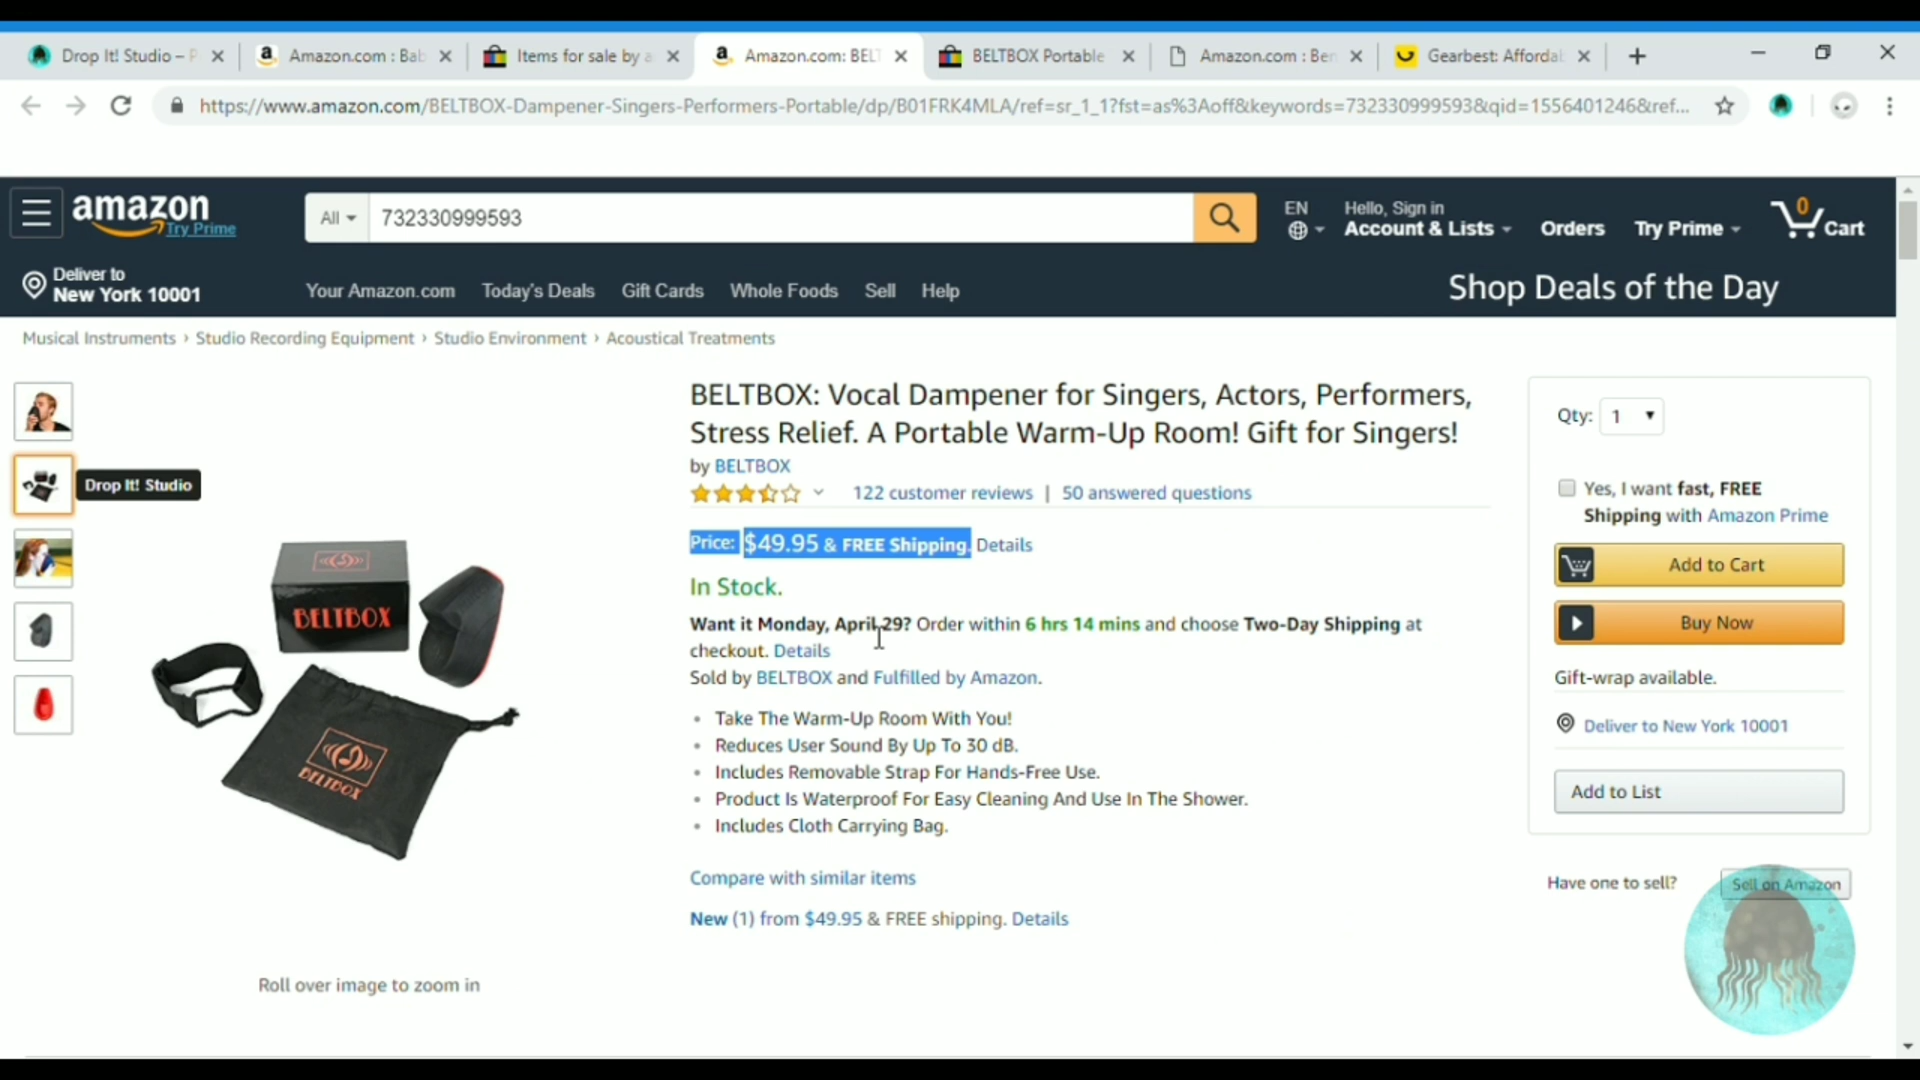 Drop It! Studio – P
Amazon.com : Bab
Items for sale by a
Amazon.com: BELT
BELTBOX Portable
Amazon.com : Ben
Gearbest: Affordab
https://www.amazon.com/BELTBOX-Dampener-Singers-Performers-Portable/dp/B01FRK4MLA/ref=sr_1_1?fst=as%3Aoff&keywords=732330999593&qid=1556401246&ref...
amazon
Try Prime
All
732330999593
EN
Hello, Sign in
Account & Lists
Orders
Try Prime
0
Cart
Deliver to
New York 10001
Your Amazon.com
Today's Deals
Gift Cards
Whole Foods
Sell
Help
Shop Deals of the Day
Musical Instruments › Studio Recording Equipment › Studio Environment › Acoustical Treatments
Drop It! Studio
BELTBOX
BELTBOX
Roll over image to zoom in
BELTBOX: Vocal Dampener for Singers, Actors, Performers,
Stress Relief. A Portable Warm-Up Room! Gift for Singers!
by BELTBOX
122 customer reviews | 50 answered questions
Price: $49.95 & FREE Shipping. Details
In Stock.
Want it Monday, April 29? Order within 6 hrs 14 mins and choose Two-Day Shipping at
checkout. Details
Sold by BELTBOX and Fulfilled by Amazon.
• Take The Warm-Up Room With You!
• Reduces User Sound By Up To 30 dB.
• Includes Removable Strap For Hands-Free Use.
• Product Is Waterproof For Easy Cleaning And Use In The Shower.
• Includes Cloth Carrying Bag.
Compare with similar items
New (1) from $49.95 & FREE shipping. Details
Qty: 1
Yes, I want fast, FREE
Shipping with Amazon Prime
Add to Cart
Buy Now
Gift-wrap available.
Deliver to New York 10001
Add to List
Have one to sell?
Sell on Amazon